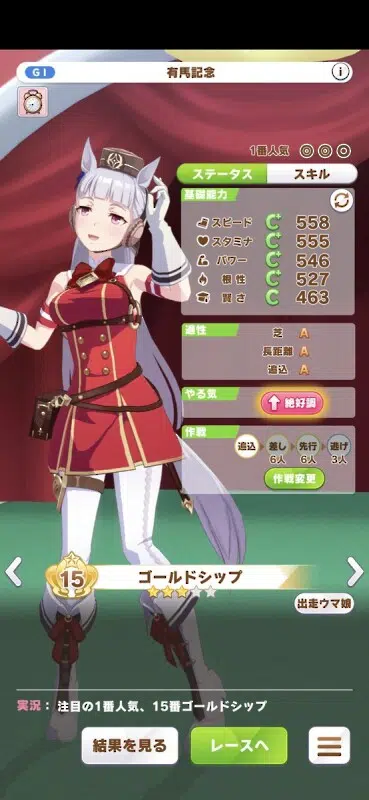 GI 有馬記念 i
1番人気 ◎ ◎ ◎
ステータス スキル
基礎能力
スピード C+ 558
スタミナ C+ 555
パワー C+ 546
根性 C+ 527
賢さ C 463
適性
芝 A
長距離 A
追込 A
やる気 絶好調
作戦
追込 差し 先行 逃げ
6人 6人 3人
作戦変更
15 ゴールドシップ
出走ウマ娘
実況： 注目の1番人気、15番ゴールドシップ
結果を見る レースへ